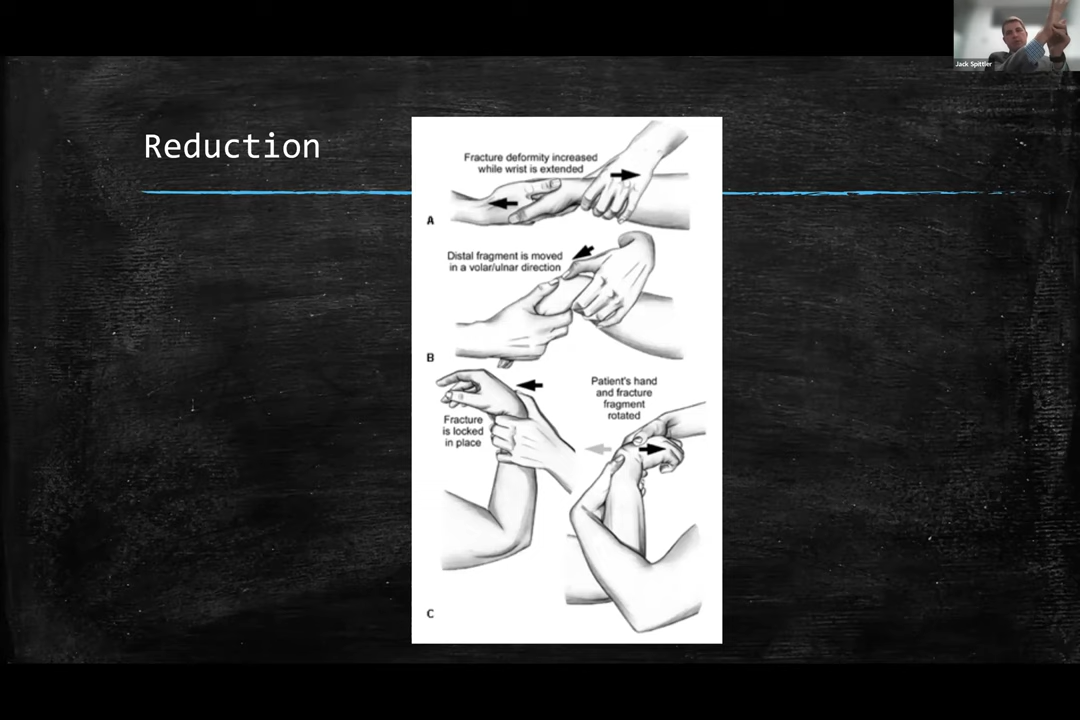 Jack Spittler
Reduction
Fracture deformity increased
while wrist is extended
A
Distal fragment is moved
in a volar/ulnar direction
B
Patient's hand
and fracture
fragment
rotated
Fracture
is locked
in place
C